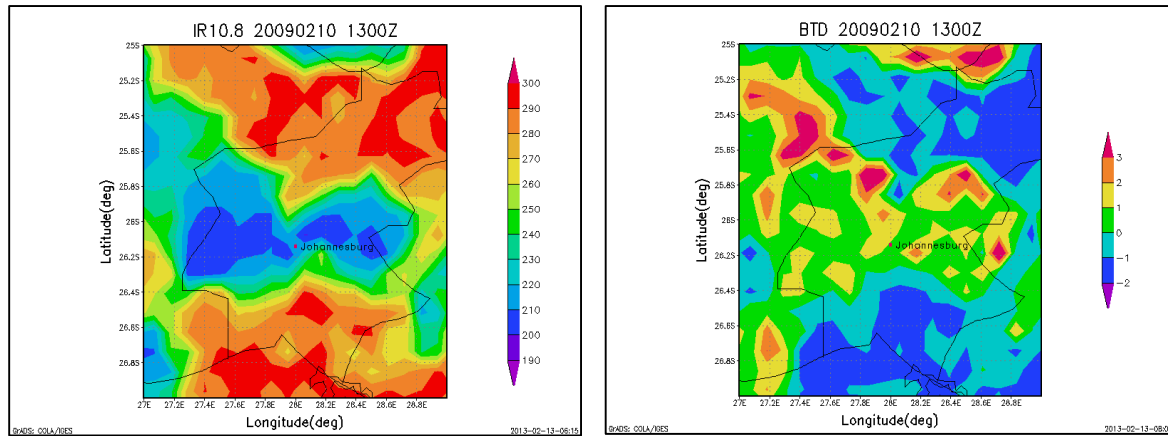 IR10.8 20090210 1300Z
25S
25.2S
25.4S
25.6S
25.8S
26S
26.2S
26.4S
26.6S
26.8S
Latitude(deg)
Johannesburg
27E 27.2E 27.4E 27.6E 27.8E 28E 28.2E 28.4E 28.6E 28.8E
Longitude(deg)
300
290
280
270
260
250
240
230
220
210
200
190
GrADS: COLA/IGES
2013-02-13-06:15
BTD 20090210 1300Z
25S
25.2S
25.4S
25.6S
25.8S
26S
26.2S
26.4S
26.6S
26.8S
Latitude(deg)
Johannesburg
27E 27.2E 27.4E 27.6E 27.8E 28E 28.2E 28.4E 28.6E 28.8E
Longitude(deg)
3
2
1
0
-1
-2
GrADS: COLA/IGES